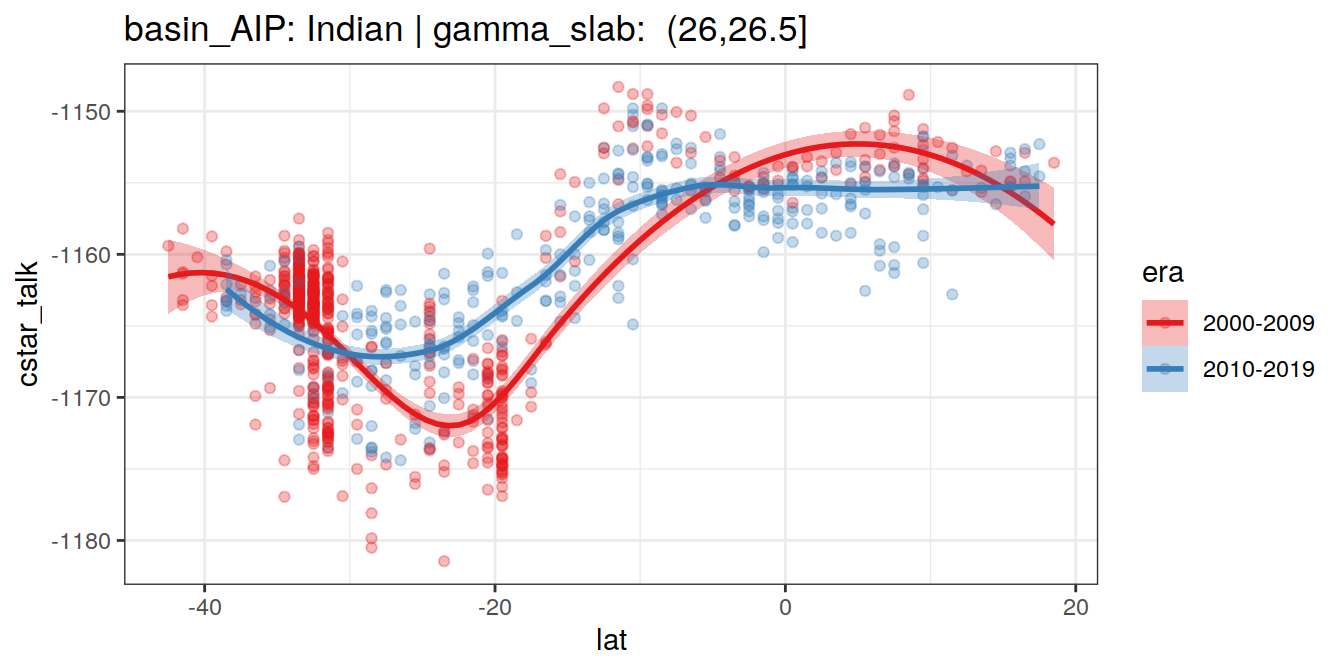 basin_AIP: Indian | gamma_slab:  (26,26.5]
-1150
-1160
-1170
-1180
cstar_talk
-40
-20
0
20
lat
era
2000-2009
2010-2019